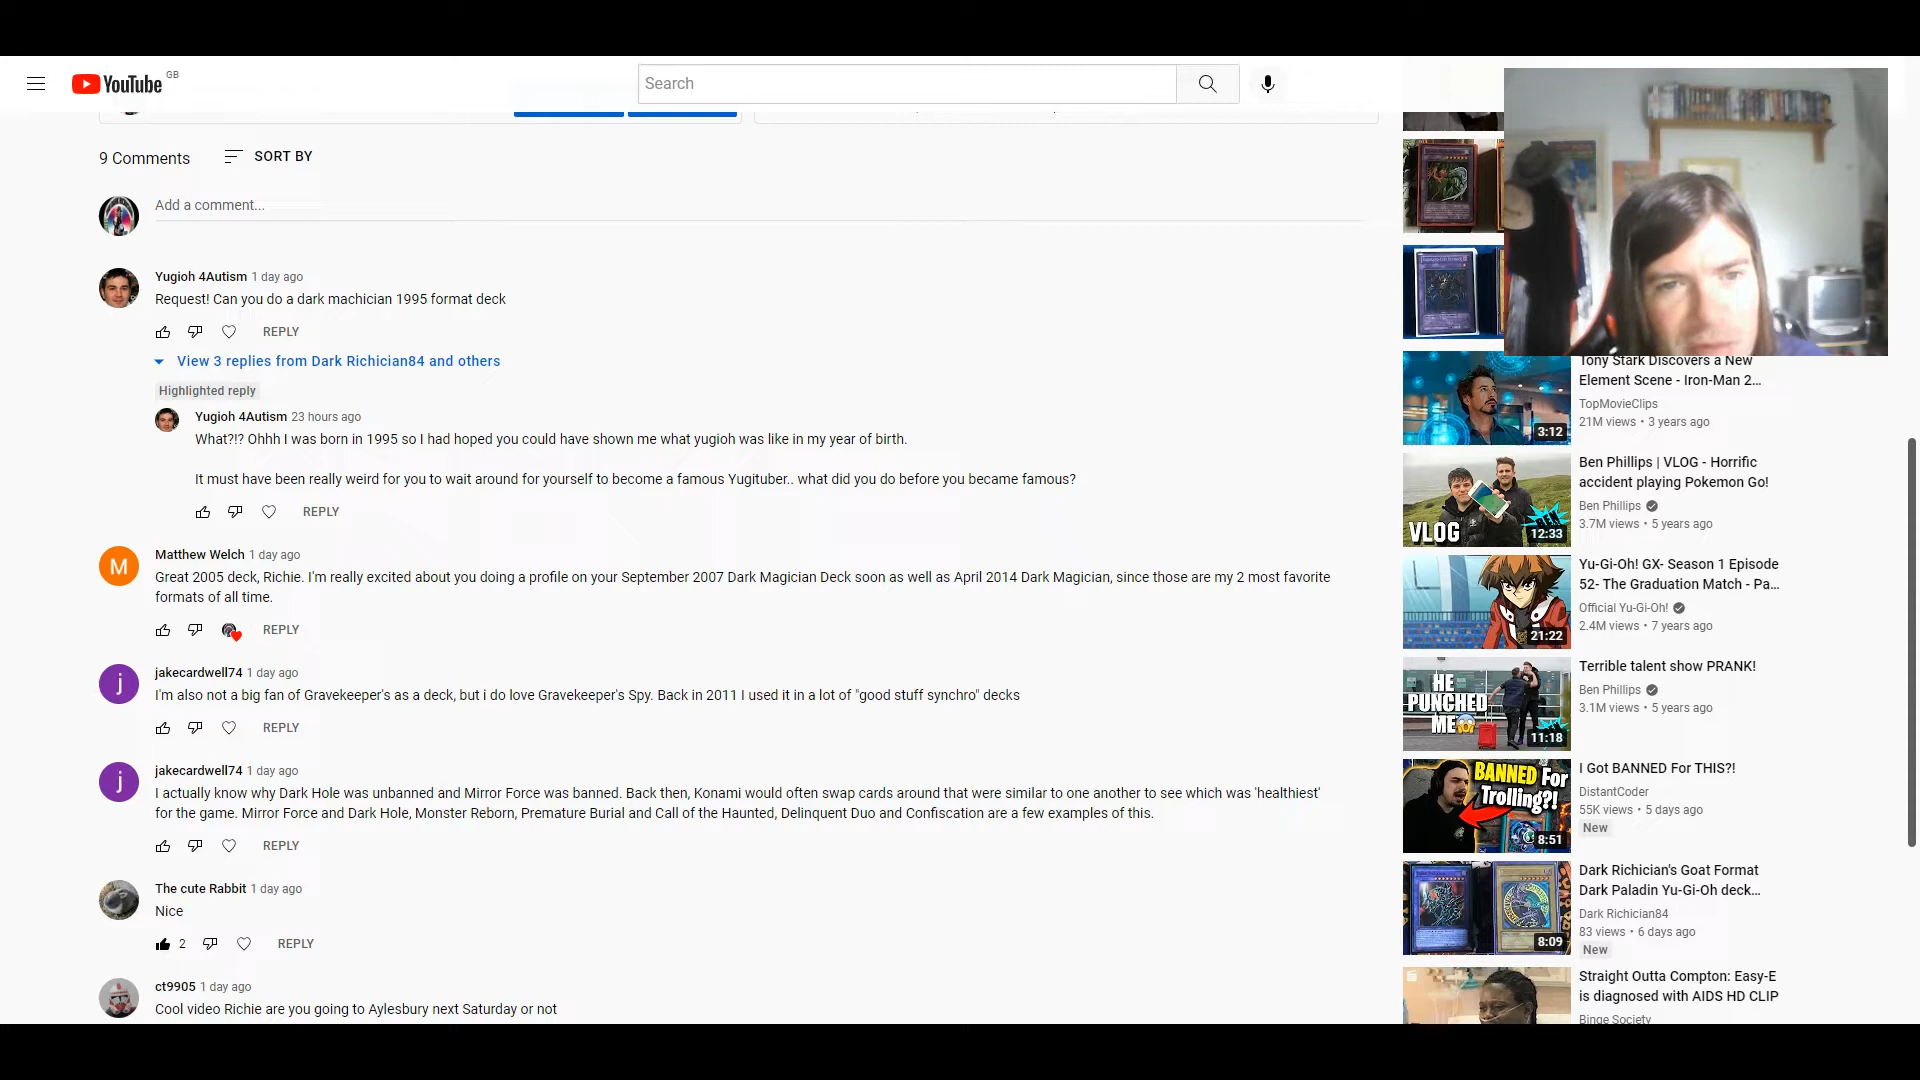 YouTube GB
Search
9 Comments
SORT BY
Add a comment...
Yugioh 4Autism 1 day ago
Request! Can you do a dark machician 1995 format deck
REPLY
View 3 replies from Dark Richician84 and others
Highlighted reply
Yugioh 4Autism 23 hours ago
What?!? Ohhh I was born in 1995 so I had hoped you could have shown me what yugioh was like in my year of birth.
It must have been really weird for you to wait around for yourself to become a famous Yugituber.. what did you do before you became famous?
REPLY
M
Matthew Welch 1 day ago
Great 2005 deck, Richie. I'm really excited about you doing a profile on your September 2007 Dark Magician Deck soon as well as April 2014 Dark Magician, since those are my 2 most favorite
formats of all time.
REPLY
j
jakecardwell74 1 day ago
I'm also not a big fan of Gravekeeper's as a deck, but i do love Gravekeeper's Spy. Back in 2011 I used it in a lot of "good stuff synchro" decks
REPLY
j
jakecardwell74 1 day ago
I actually know why Dark Hole was unbanned and Mirror Force was banned. Back then, Konami would often swap cards around that were similar to one another to see which was 'healthiest'
for the game. Mirror Force and Dark Hole, Monster Reborn, Premature Burial and Call of the Haunted, Delinquent Duo and Confiscation are a few examples of this.
REPLY
The cute Rabbit 1 day ago
Nice
2 REPLY
ct9905 1 day ago
Cool video Richie are you going to Aylesbury next Saturday or not
Tony Stark Discovers a New
Element Scene - Iron-Man 2...
TopMovieClips
21M views • 3 years ago
3:12
Ben Phillips | VLOG - Horrific
accident playing Pokemon Go!
Ben Phillips
3.7M views • 5 years ago
VLOG
12:33
Yu-Gi-Oh! GX- Season 1 Episode
52- The Graduation Match - Pa...
Official Yu-Gi-Oh!
2.4M views • 7 years ago
21:22
Terrible talent show PRANK!
Ben Phillips
3.1M views • 5 years ago
HE
PUNCHED
ME
11:18
I Got BANNED For THIS?!
DistantCoder
55K views • 5 days ago
New
BANNED For
Trolling?!
8:51
Dark Richician's Goat Format
Dark Paladin Yu-Gi-Oh deck...
Dark Richician84
83 views • 6 days ago
New
8:09
Straight Outta Compton: Easy-E
is diagnosed with AIDS HD CLIP
Binge Society